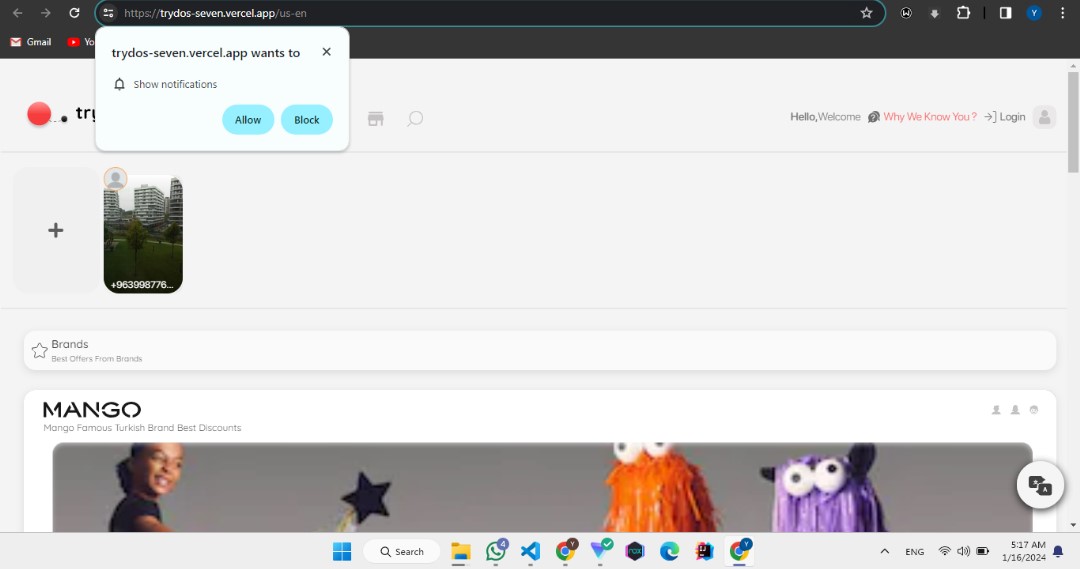 https://trydos-seven.vercel.app/us-en
Gmail
Yo
trydos-seven.vercel.app wants to
Show notifications
Allow
Block
try
Hello,Welcome
Why We Know You ?
Login
+963998776...
Brands
Best Offers From Brands
MANGO
Mango Famous Turkish Brand Best Discounts
Search
4
Y
Y
ENG
5:17 AM
1/16/2024